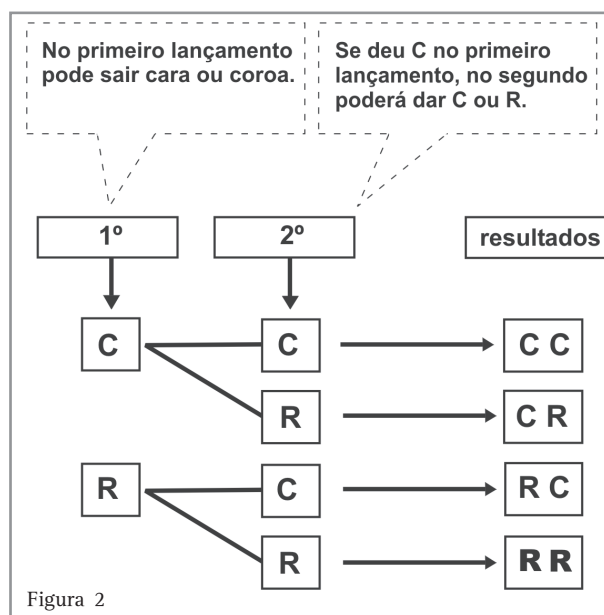 No primeiro lançamento
pode sair cara ou coroa.
Se deu C no primeiro
lançamento, no segundo
poderá dar C ou R.
1º
2º
resultados
C
C
C C
R
C R
R
C
R C
R
R R
Figura 2